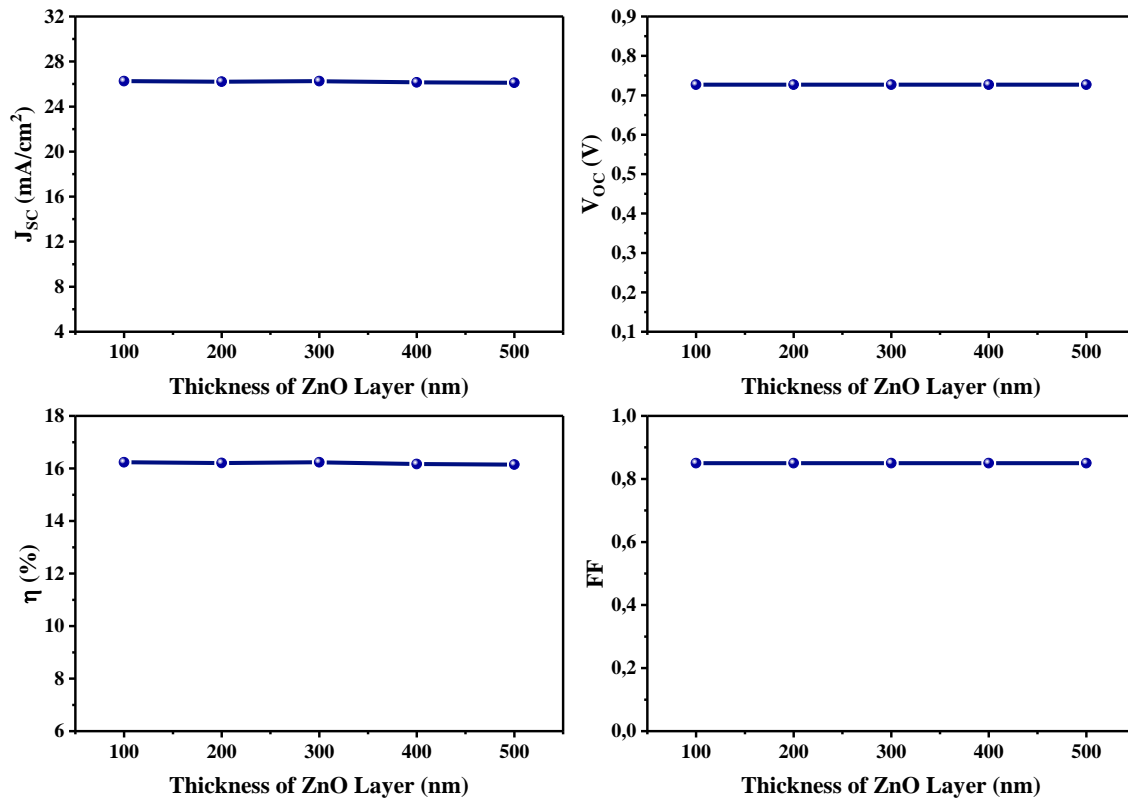 32
28
24
20
16
12
8
4
J_SC (mA/cm²)
100 200 300 400 500
Thickness of ZnO Layer (nm)
0,9
0,8
0,7
0,6
0,5
0,4
0,3
0,2
0,1
V_OC (V)
100 200 300 400 500
Thickness of ZnO Layer (nm)
18
16
14
12
10
8
6
η (%)
100 200 300 400 500
Thickness of ZnO Layer (nm)
1,0
0,8
0,6
0,4
0,2
0,0
FF
100 200 300 400 500
Thickness of ZnO Layer (nm)